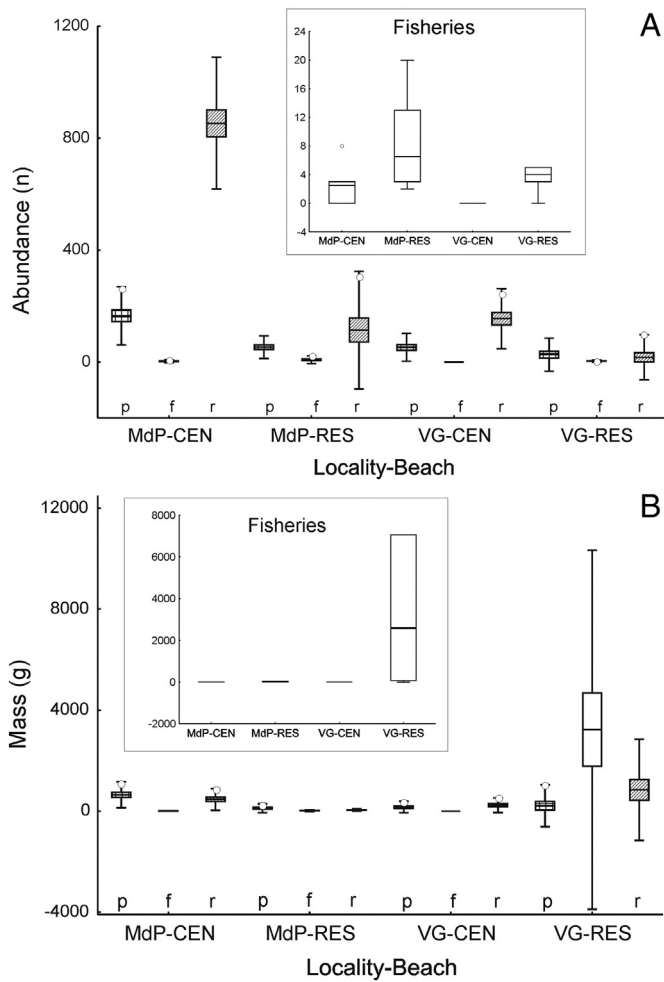 A
1200
800
400
0
Abundance (n)
Fisheries
24
20
16
12
8
4
0
-4
MdP-CEN MdP-RES VG-CEN VG-RES
p f r p f r p f r p f r
MdP-CEN MdP-RES VG-CEN VG-RES
Locality-Beach
B
12000
8000
4000
0
-4000
Mass (g)
Fisheries
8000
6000
4000
2000
0
-2000
MdP-CEN MdP-RES VG-CEN VG-RES
p f r p f r p f r p r
MdP-CEN MdP-RES VG-CEN VG-RES
Locality-Beach